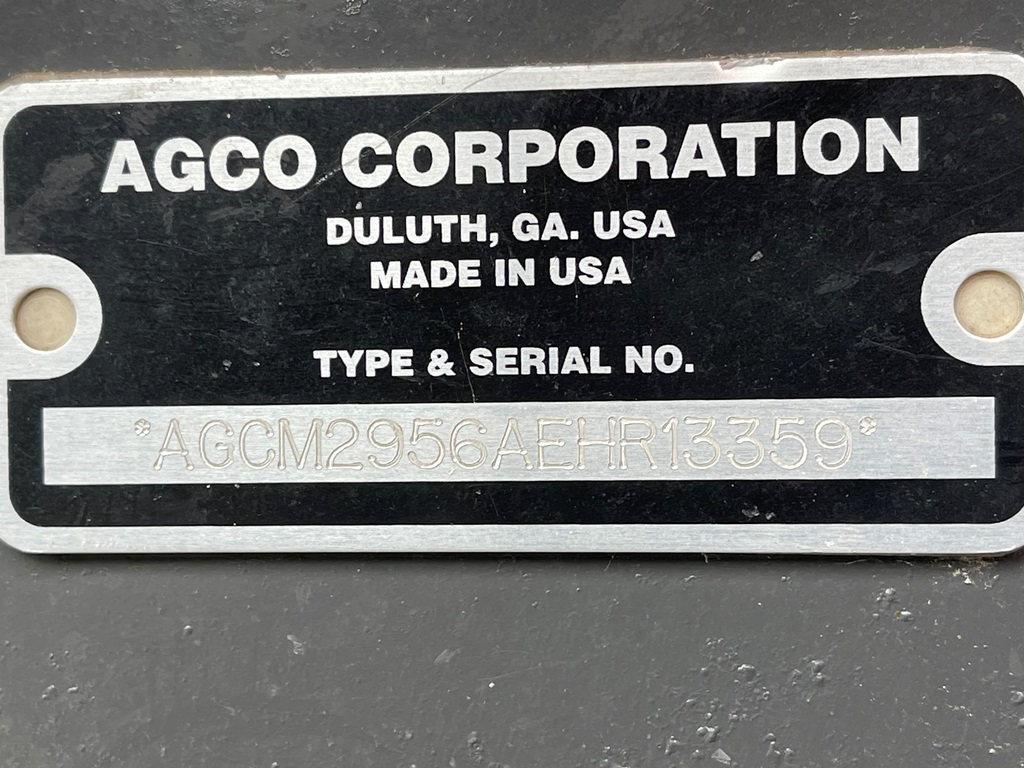 AGCO CORPORATION
DULUTH, GA. USA
MADE IN USA
TYPE & SERIAL NO.
*AGCM2956AEHR13359*